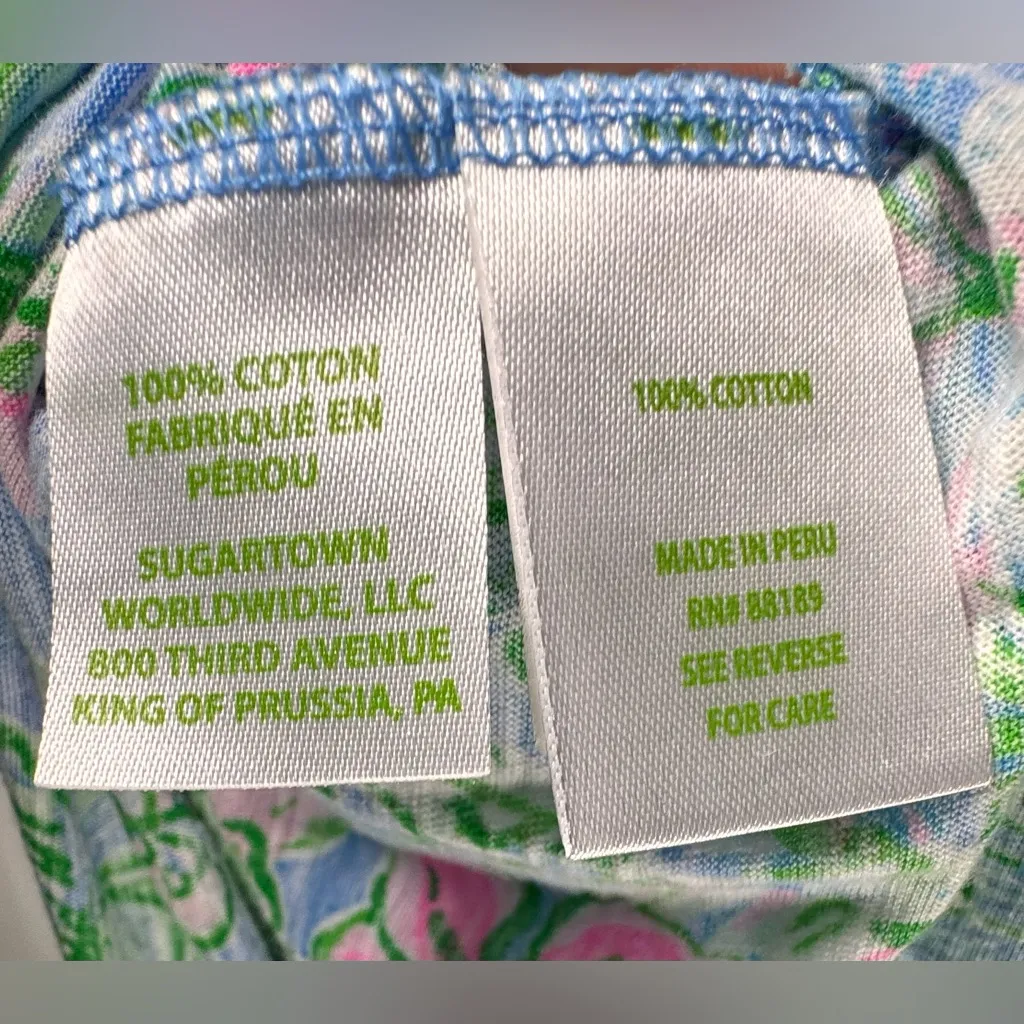 100% COTON
FABRIQUÉ EN
PÉROU
SUGARTOWN
WORLDWIDE, LLC
800 THIRD AVENUE
KING OF PRUSSIA, PA
100% COTTON
MADE IN PERU
RN# 88189
SEE REVERSE
FOR CARE